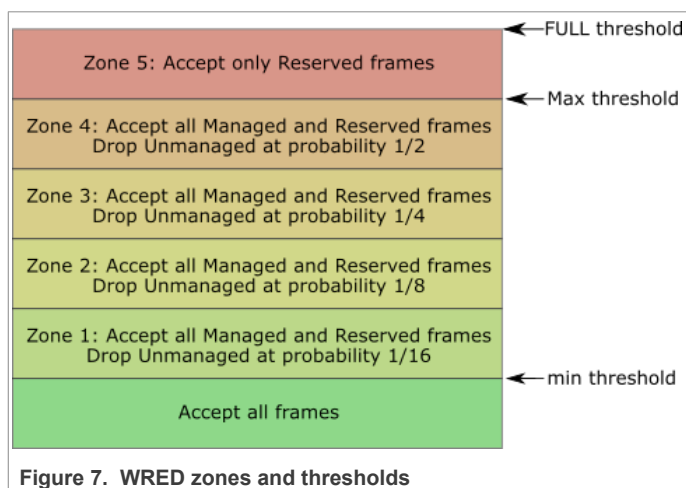 FULL threshold
Zone 5: Accept only Reserved frames
Max threshold
Zone 4: Accept all Managed and Reserved frames
Drop Unmanaged at probability 1/2
Zone 3: Accept all Managed and Reserved frames
Drop Unmanaged at probability 1/4
Zone 2: Accept all Managed and Reserved frames
Drop Unmanaged at probability 1/8
Zone 1: Accept all Managed and Reserved frames
Drop Unmanaged at probability 1/16
min threshold
Accept all frames
Figure 7. WRED zones and thresholds